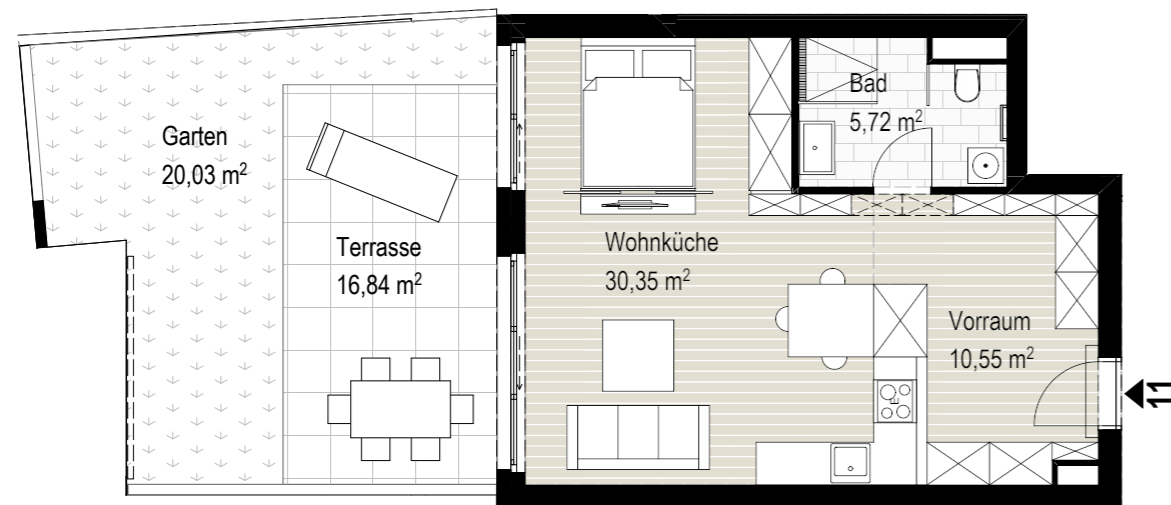 Garten
20,03 m²
Terrasse
16,84 m²
Wohnküche
30,35 m²
Bad
5,72 m²
Vorraum
10,55 m²
E
11